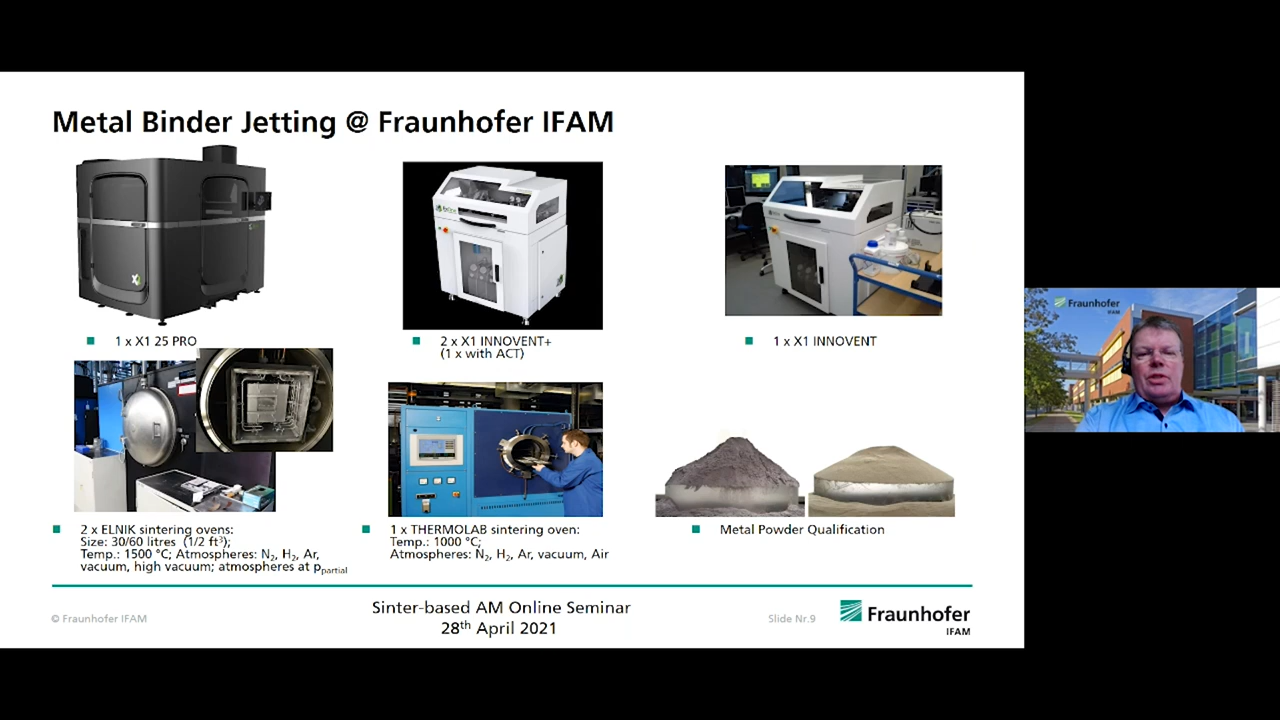 Metal Binder Jetting @ Fraunhofer IFAM
1 x X1 25 PRO
2 x X1 INNOVENT+
(1 x with ACT)
1 x X1 INNOVENT
2 x ELNIK sintering ovens:
Size: 30/60 litres (1/2 ft³);
Temp.: 1500 °C; Atmospheres: N₂, H₂, Ar,
vacuum, high vacuum; atmospheres at p partial
1 x THERMOLAB sintering oven:
Temp.: 1000 °C;
Atmospheres: N₂, H₂, Ar, vacuum, Air
Metal Powder Qualification
© Fraunhofer IFAM
Sinter-based AM Online Seminar
28th April 2021
Slide Nr.9
Fraunhofer
IFAM
Fraunhofer
IFAM